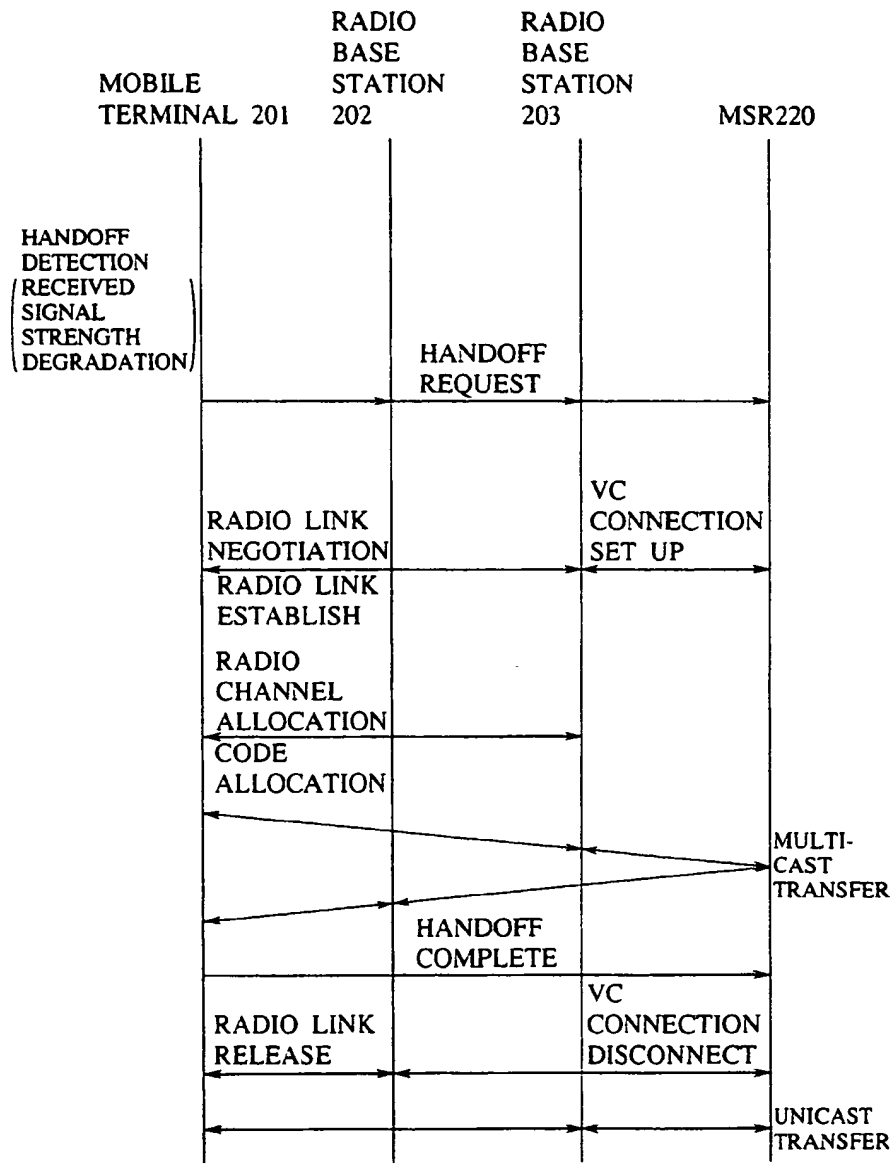 RADIO
BASE
STATION
202
RADIO
BASE
STATION
203
MOBILE
TERMINAL 201
MSR220
HANDOFF
DETECTION
RECEIVED
SIGNAL
STRENGTH
DEGRADATION
HANDOFF
REQUEST
RADIO LINK
NEGOTIATION
VC
CONNECTION
SET UP
RADIO LINK
ESTABLISH
RADIO
CHANNEL
ALLOCATION
CODE
ALLOCATION
MULTI-
CAST
TRANSFER
HANDOFF
COMPLETE
RADIO LINK
RELEASE
VC
CONNECTION
DISCONNECT
UNICAST
TRANSFER